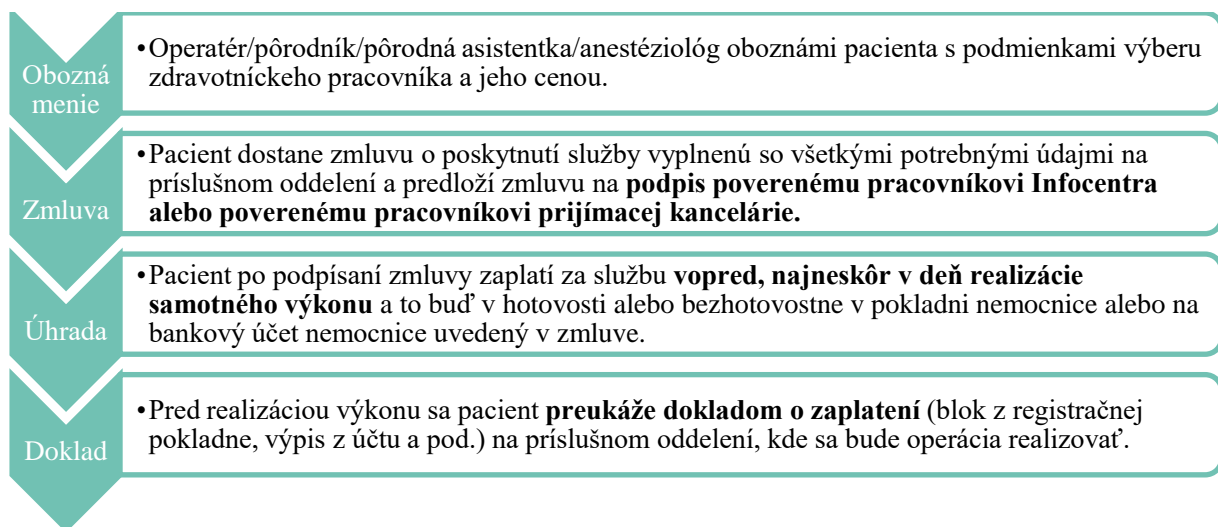 Obozná
menie
•Operatér/pôrodník/pôrodná asistentka/anestéziológ oboznámi pacienta s podmienkami výberu
zdravotníckeho pracovníka a jeho cenou.
Zmluva
•Pacient dostane zmluvu o poskytnutí služby vyplnenú so všetkými potrebnými údajmi na
príslušnom oddelení a predloží zmluvu na podpis poverenému pracovníkovi Infocentra
alebo poverenému pracovníkovi prijímacej kancelárie.
Úhrada
•Pacient po podpísaní zmluvy zaplatí za službu vopred, najneskôr v deň realizácie
samotného výkonu a to buď v hotovosti alebo bezhotovostne v pokladni nemocnice alebo na
bankový účet nemocnice uvedený v zmluve.
Doklad
•Pred realizáciou výkonu sa pacient preukáže dokladom o zaplatení (blok z registračnej
pokladne, výpis z účtu a pod.) na príslušnom oddelení, kde sa bude operácia realizovať.